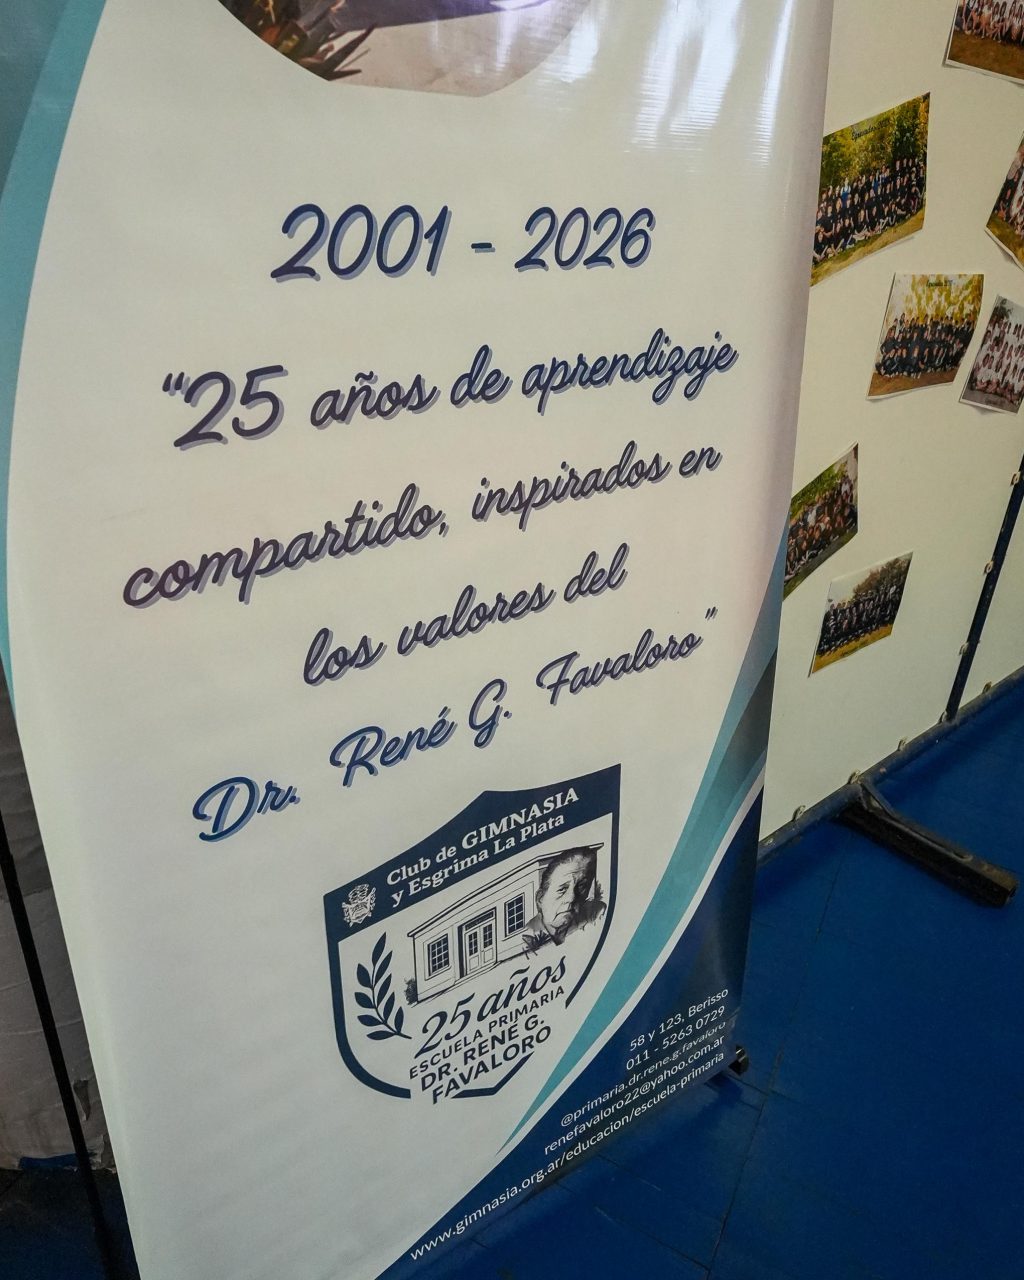 2001 - 2026
“25 años de aprendizaje
compartido, inspirados en
los valores del
Dr. René G. Favaloro”
Club de GIMNASIA
y Esgrima La Plata
25 años
ESCUELA PRIMARIA
DR. RENÉ G.
FAVALORO
58 y 123, Berisso
011 - 5263 0729
@primaria.dr.rene.g.favaloro
renefavaloro22@yahoo.com.ar
www.gimnasia.org.ar/educacion/escuela-primaria